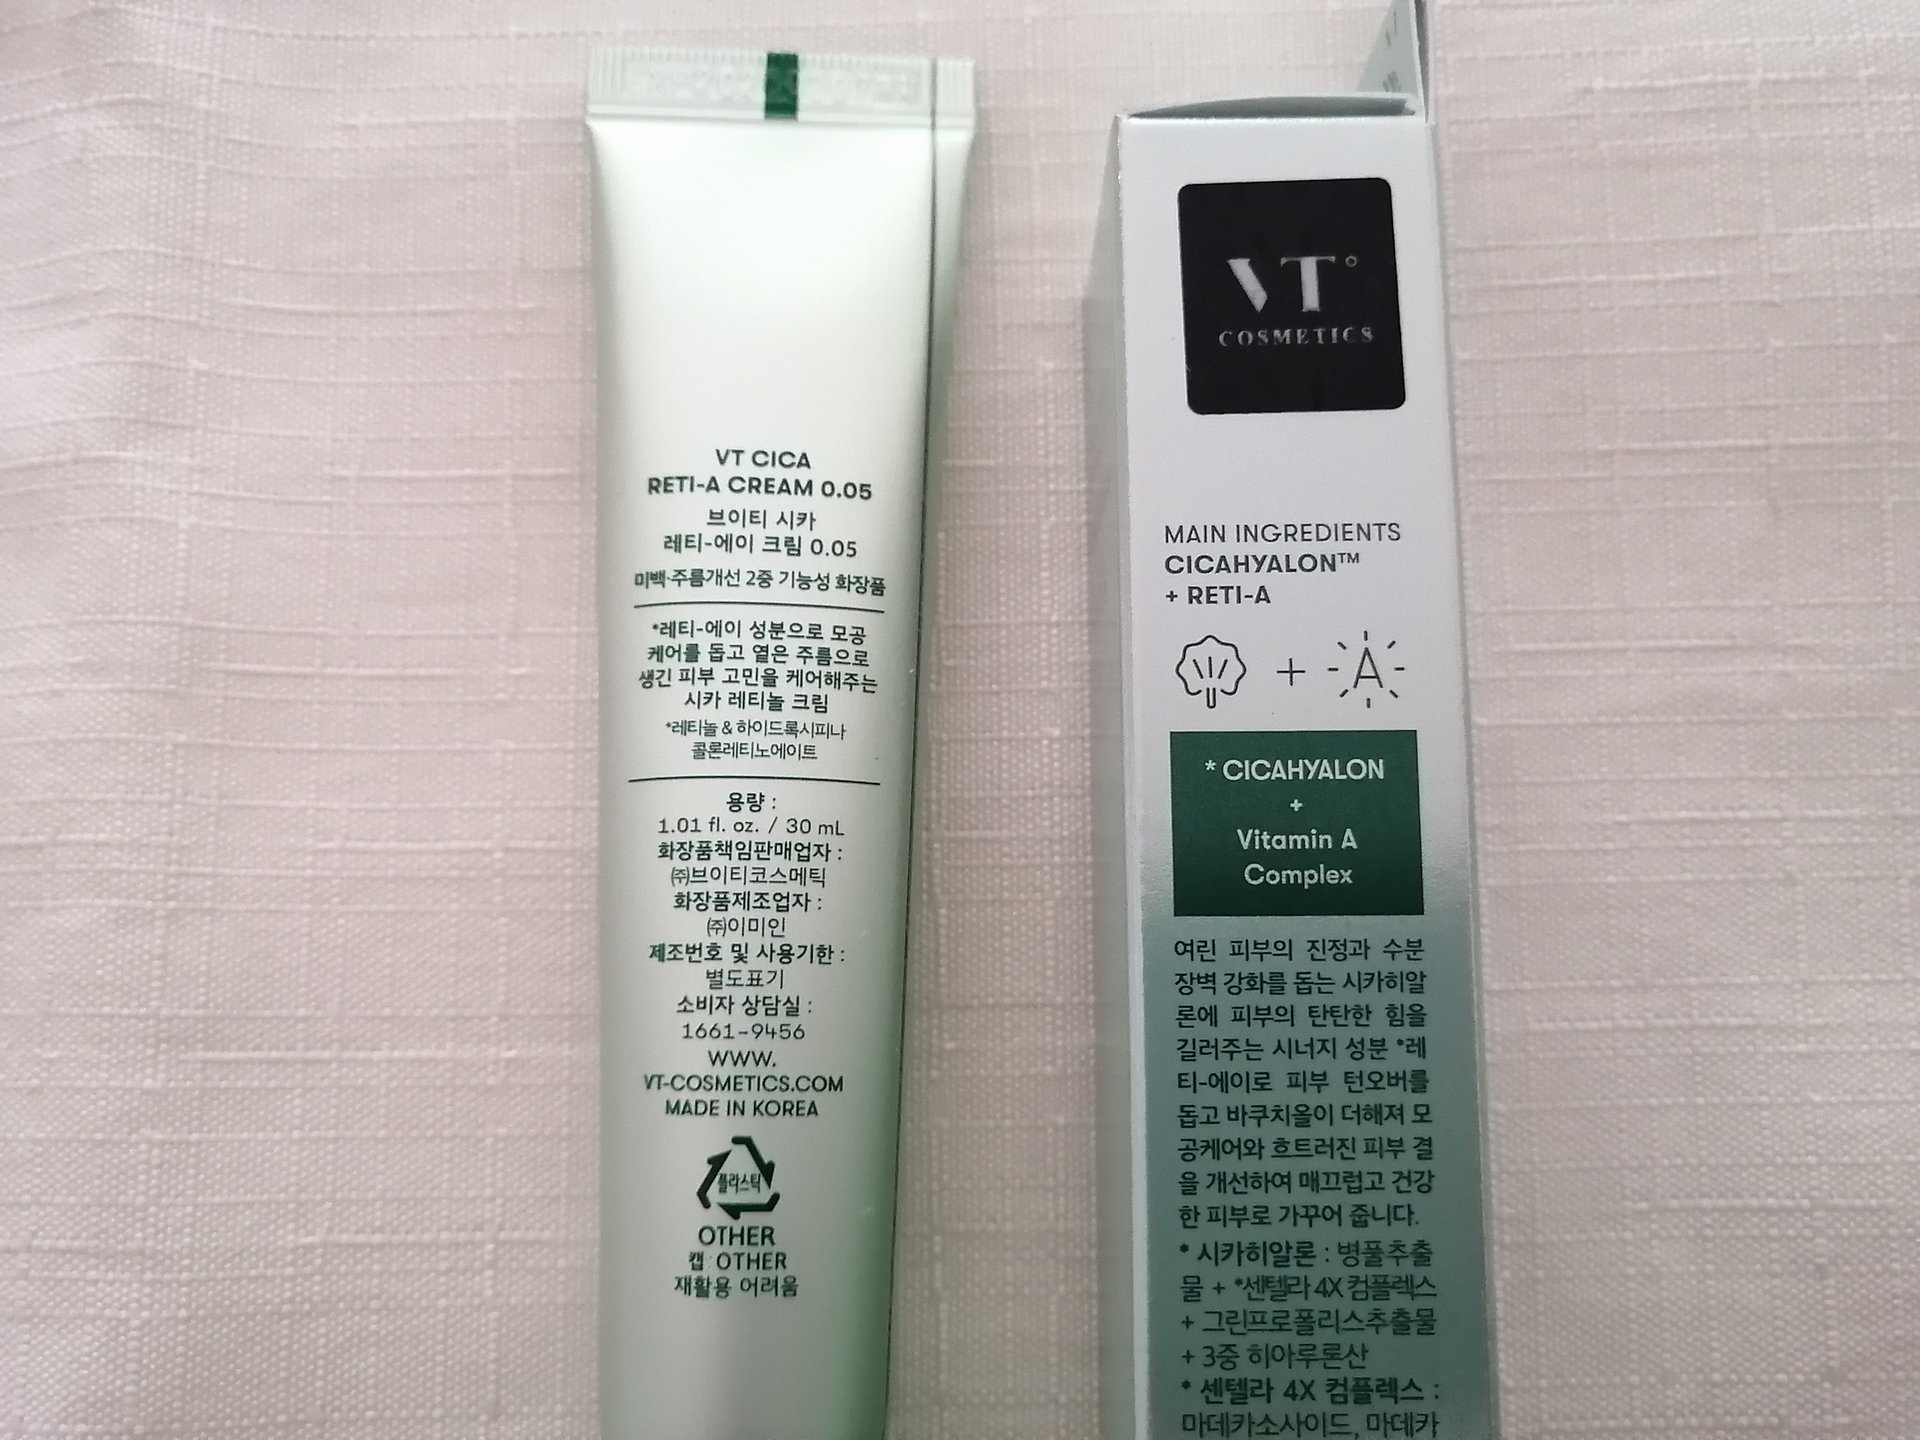 VT CICA
RETI-A CREAM 0.05
브이티 시카
레티-에이 크림 0.05
미백·주름개선 2중 기능성 화장품
*레티-에이 성분으로 모공
케어를 돕고 옅은 주름으로
생긴 피부 고민을 케어해주는
시카 레티놀 크림
*레티놀 & 하이드록시피나
콜론레티노에이트
용량 :
1.01 fl. oz. / 30 mL
화장품책임판매업자 :
㈜브이티코스메틱
화장품제조업자 :
㈜이미인
제조번호 및 사용기한 :
별도표기
소비자 상담실 :
1661-9456
WWW.
VT-COSMETICS.COM
MADE IN KOREA
플라스틱
OTHER
캡 : OTHER
재활용 어려움
VT
COSMETICS
MAIN INGREDIENTS
CICAHYALON™
+ RETI-A
+ A
* CICAHYALON
+
Vitamin A
Complex
여린 피부의 진정과 수분
장벽 강화를 돕는 시카히알
론에 피부의 탄탄한 힘을
길러주는 시너지 성분 *레
티-에이로 피부 턴오버를
돕고 바쿠치올이 더해져 모
공케어와 흐트러진 피부 결
을 개선하여 매끄럽고 건강
한 피부로 가꾸어 줍니다.
* 시카히알론 : 병풀추출
물 + *센텔라 4X 컴플렉스
+ 그린프로폴리스추출물
+ 3중 히아루론산
* 센텔라 4X 컴플렉스 :
마데카소사이드, 마데카